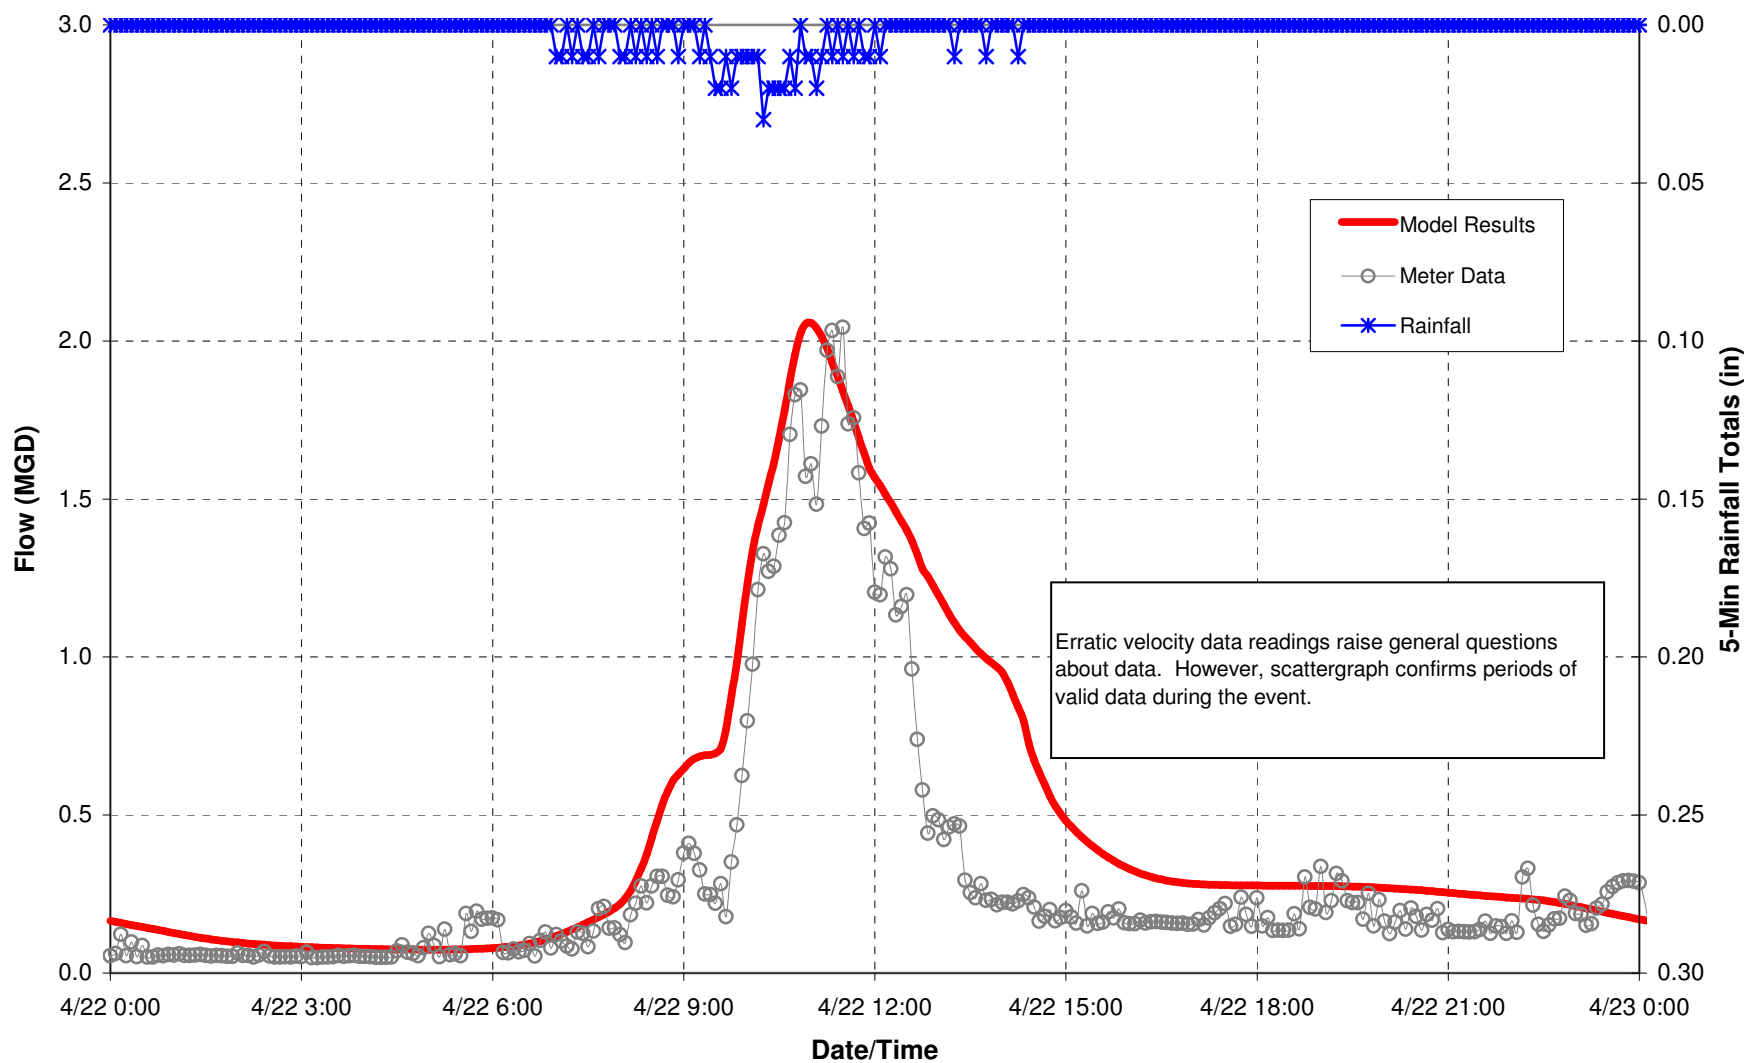 3.0
2.5
2.0
1.5
1.0
0.5
0.0
Flow (MGD)
0.00
0.05
0.10
0.15
0.20
0.25
0.30
5-Min Rainfall Totals (in)
Model Results
Meter Data
Rainfall
Erratic velocity data readings raise general questions
about data.  However, scattergraph confirms periods of
valid data during the event.
4/22 0:00
4/22 3:00
4/22 6:00
4/22 9:00
4/22 12:00
4/22 15:00
4/22 18:00
4/22 21:00
4/23 0:00
Date/Time